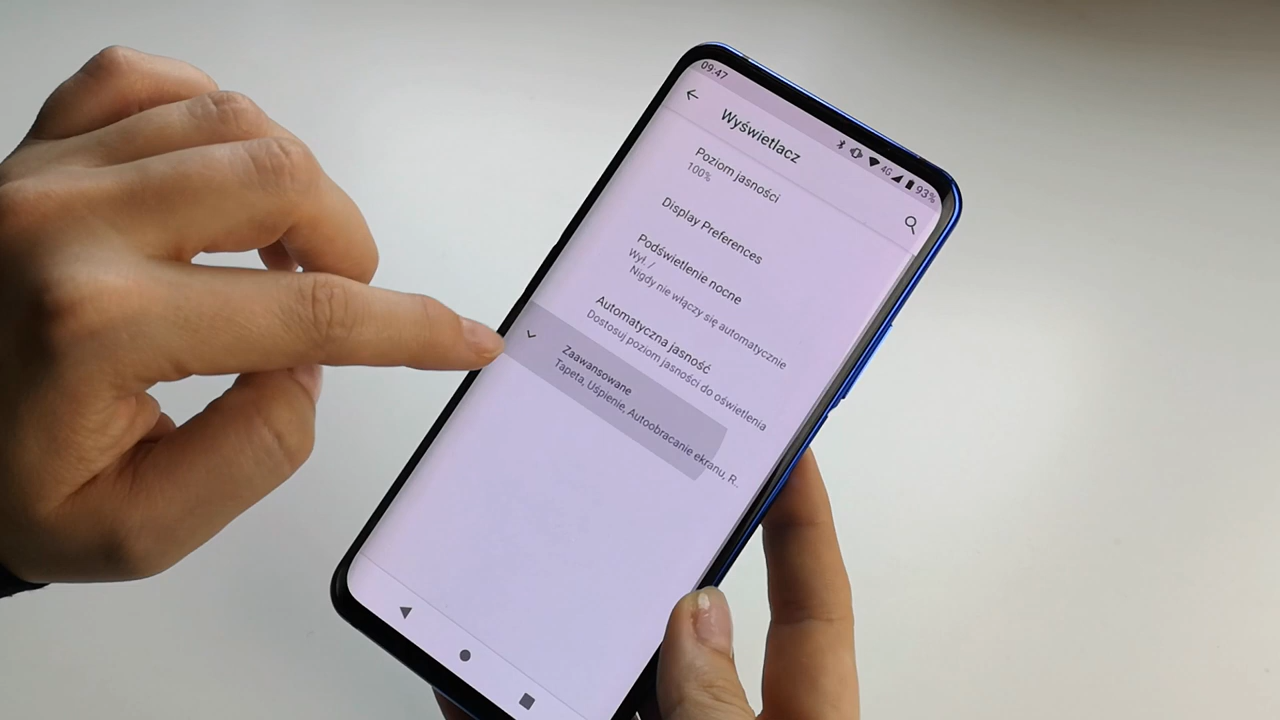 09:47
4G 93%
Wyświetlacz
Poziom jasności
100%
Display Preferences
Podświetlenie nocne
Wył. /
Nigdy nie włączy się automatycznie
Automatyczna jasność
Dostosuj poziom jasności do oświetlenia
Zaawansowane
Tapeta, Uśpienie, Autoobracanie ekranu, R..